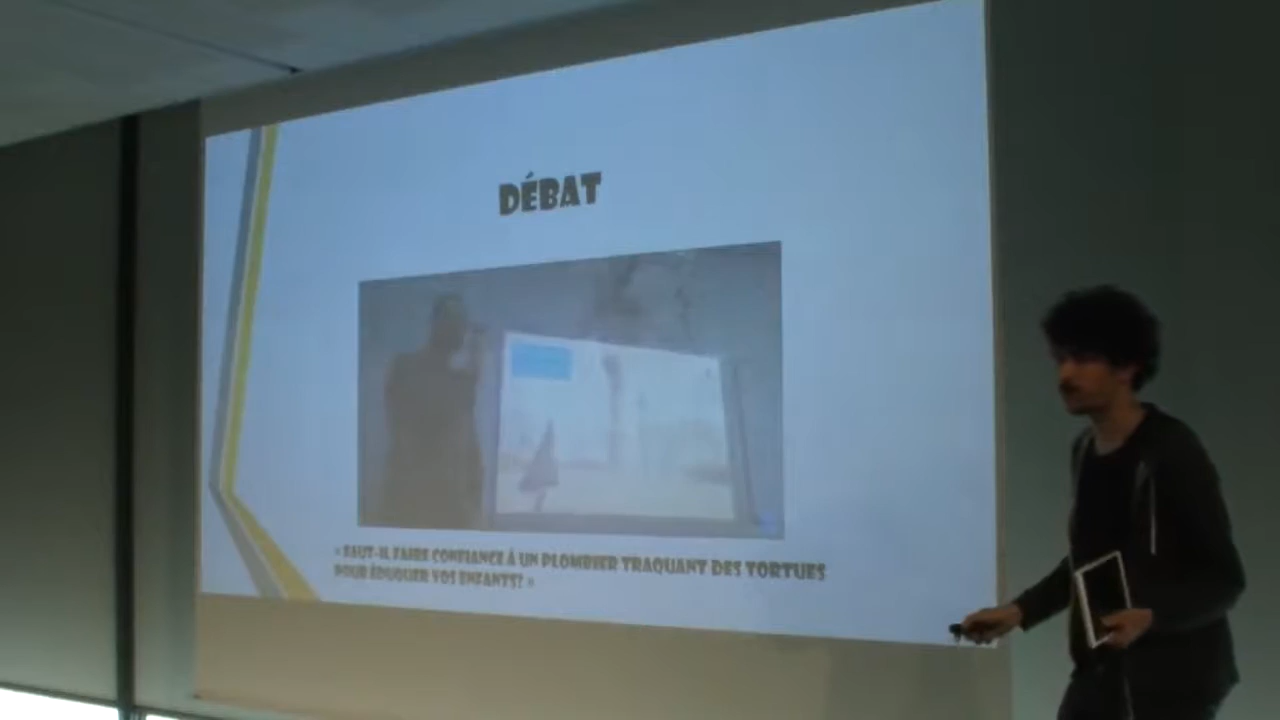 DÉBAT
« FAUT-IL FAIRE CONFIANCE À UN PLOMBIER TRAQUANT DES TORTUES
POUR ÉDUQUER VOS ENFANTS? »